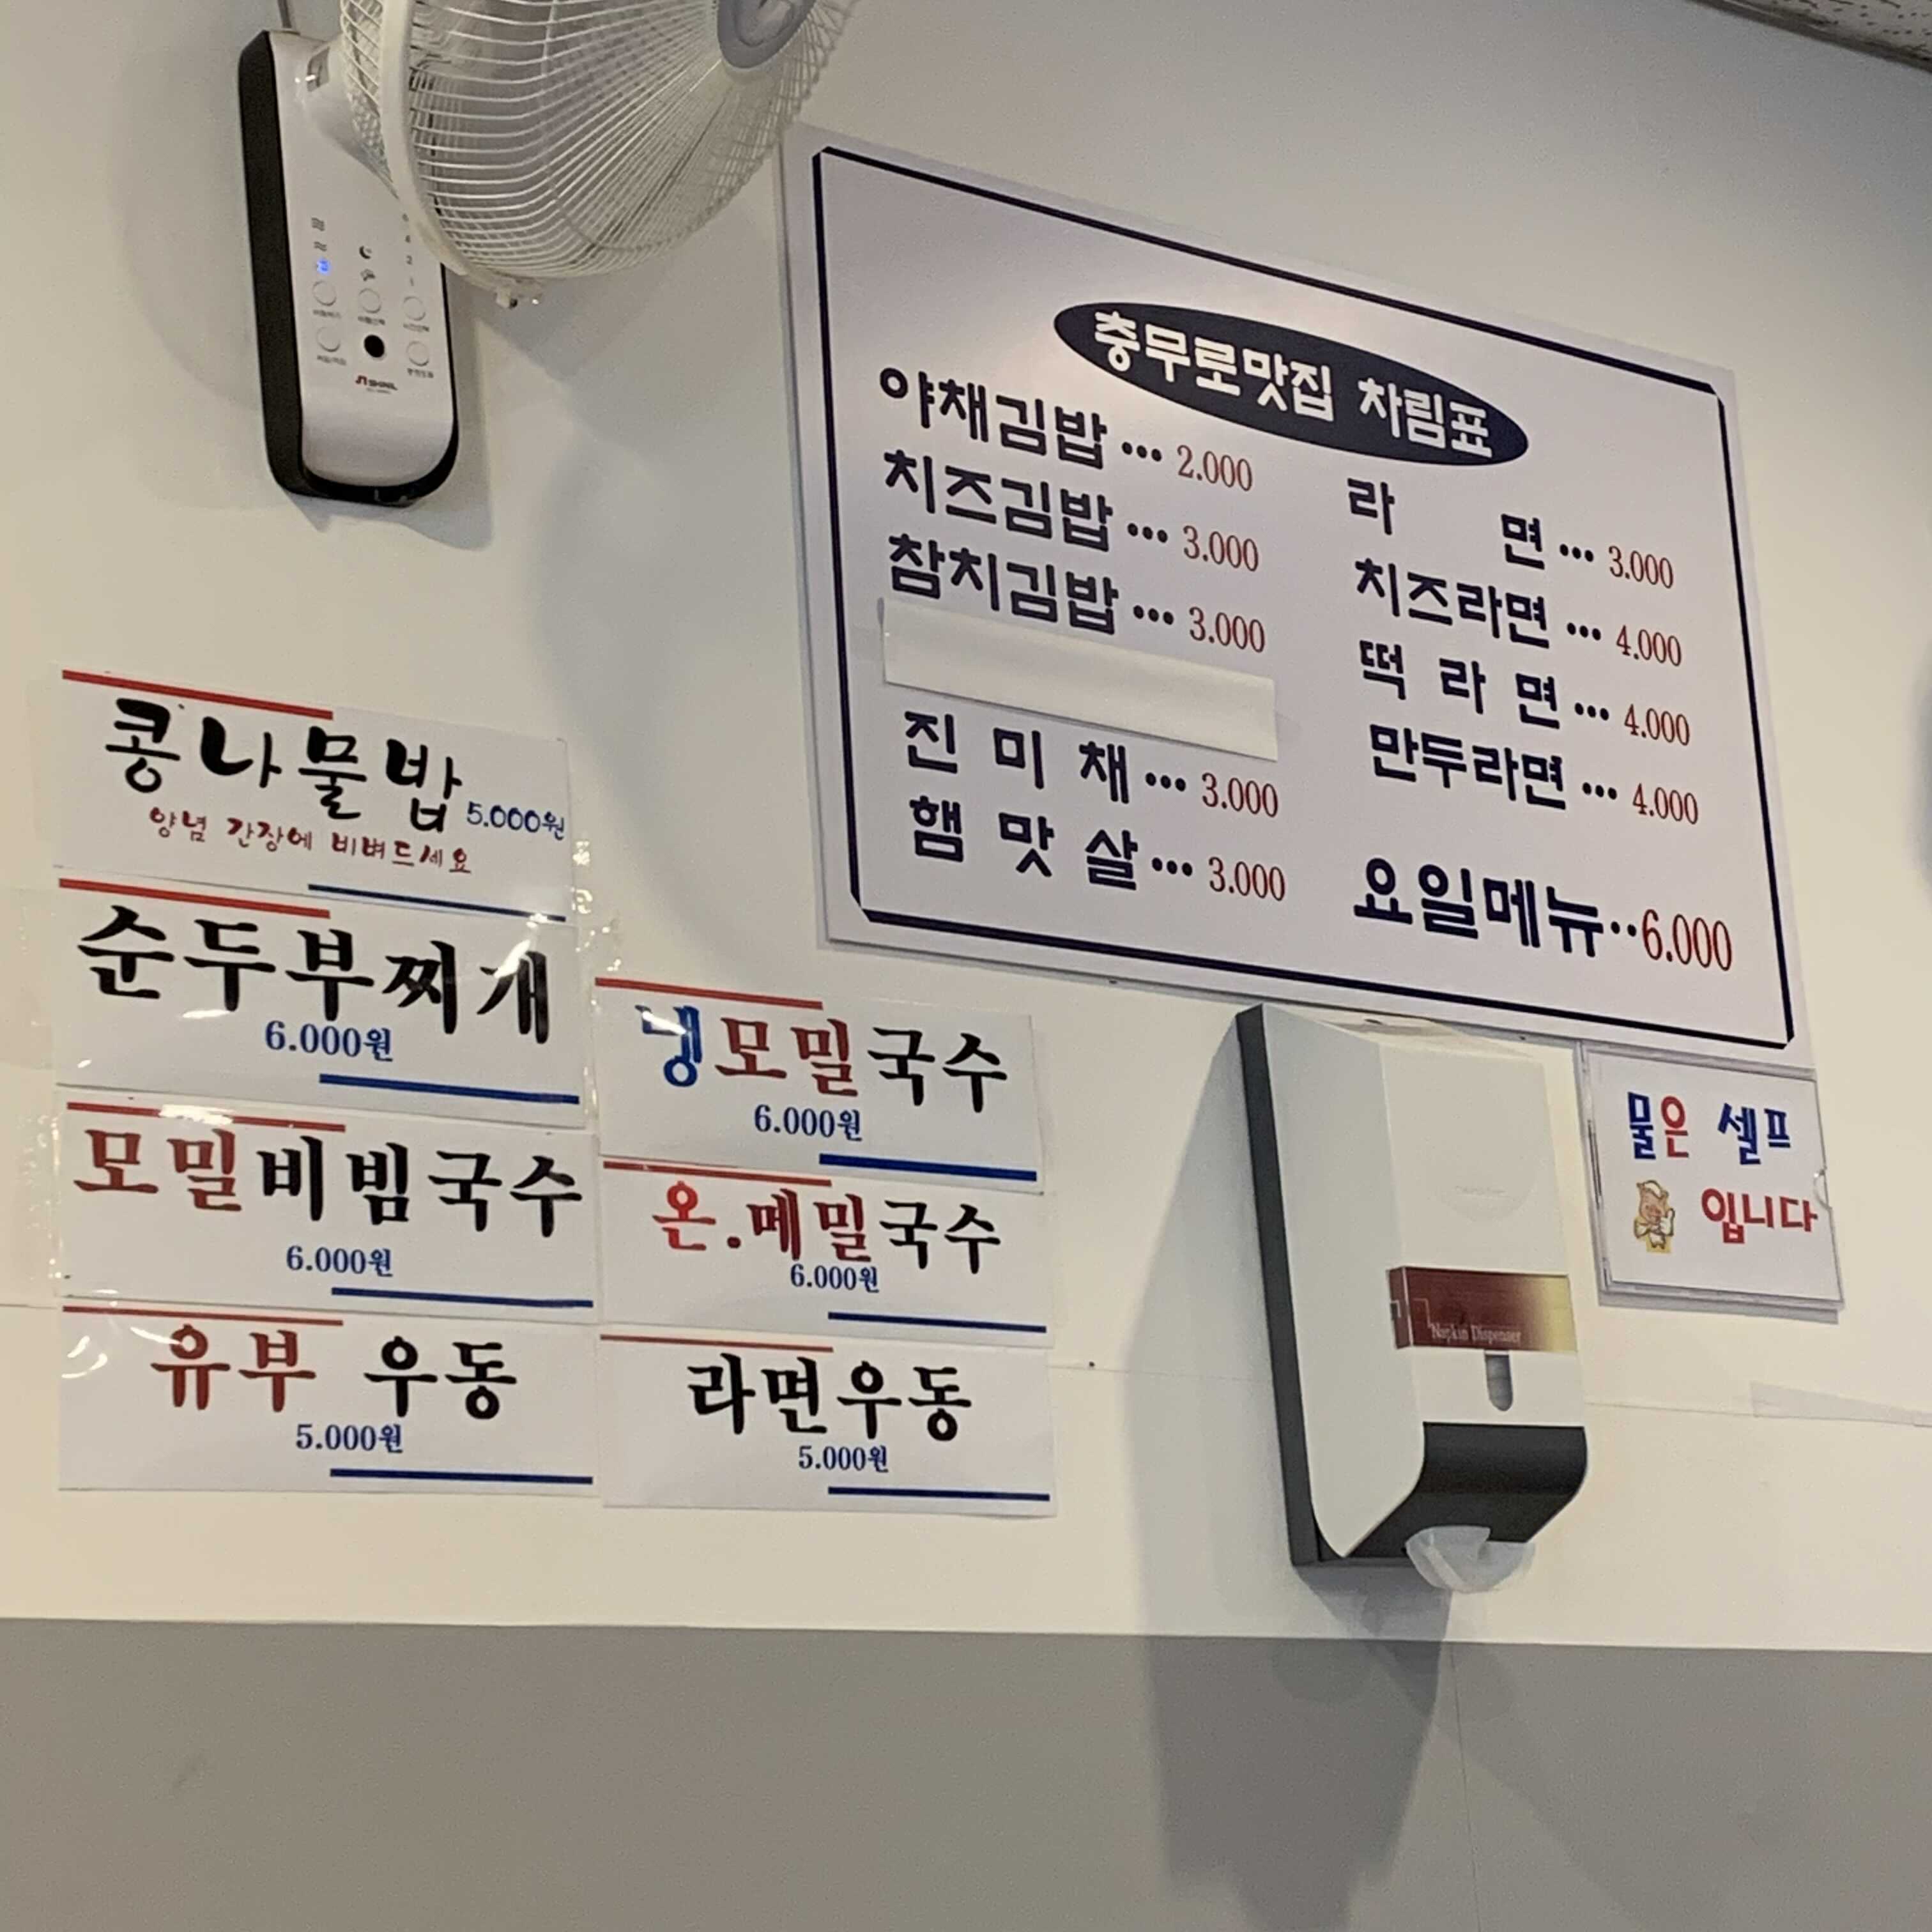 충무로맛집 차림표
야채김밥 ... 2.000
치즈김밥 ... 3.000
참치김밥 ... 3.000
진 미 채 ... 3.000
햄 맛 살 ... 3.000
라 면 ... 3.000
치즈라면 ... 4.000
떡 라 면 ... 4.000
만두라면 ... 4.000
요일메뉴..6.000
콩나물밥 5.000원
양념 간장에 비벼드세요
순두부찌개
6.000원
모밀비빔국수
6.000원
유부 우동
5.000원
냉모밀국수
6.000원
온.메밀국수
6.000원
라면우동
5.000원
물은 셀프
입니다
Napkin Dispenser
SHINIL